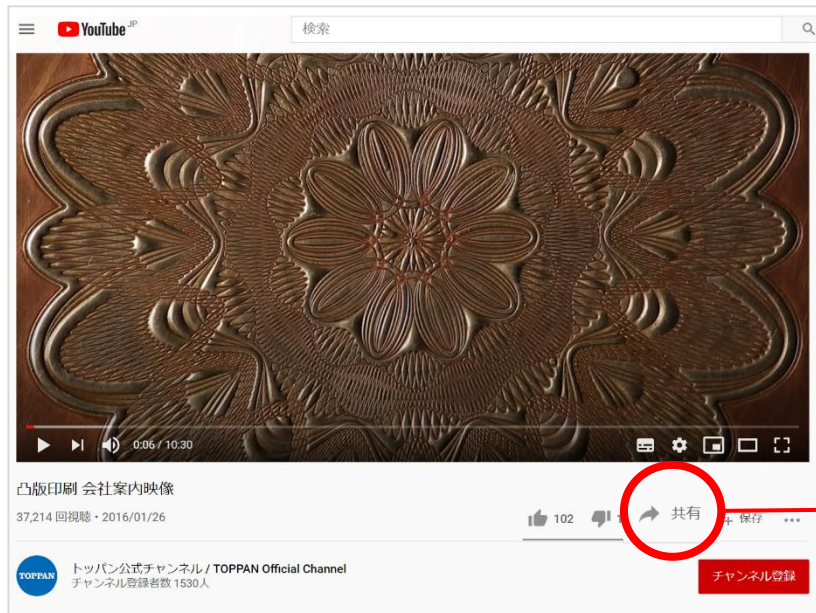 YouTube JP
検索
0:06 / 10:30
凸版印刷 会社案内映像
37,214 回視聴・2016/01/26
102
共有
保存
TOPPAN
トッパン公式チャンネル / TOPPAN Official Channel
チャンネル登録者数 1530人
チャンネル登録